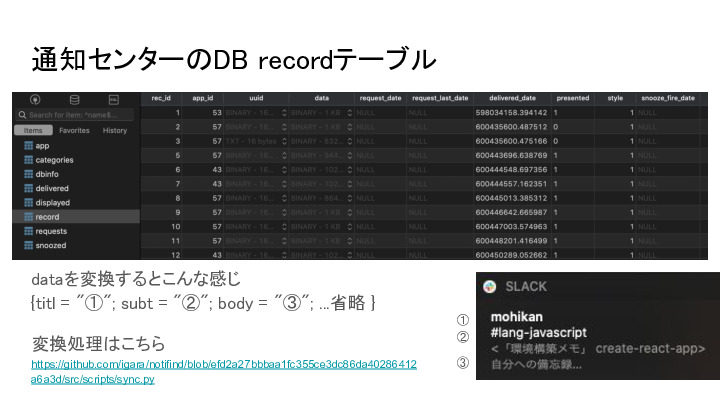 通知センターのDB recordテーブル
rec_id app_id uuid data request_date request_last_date delivered_date presented style snooze_fire_date
Search for item: ^name$...
Items Favorites History
app
categories
dbinfo
delivered
displayed
record
requests
snoozed
1 53 BINARY - 16... BINARY - 1 KB NULL NULL 598034158.394142 1 1 NULL
2 57 BINARY - 16... BINARY - 1 KB NULL NULL 600435600.487512 0 1 NULL
3 57 TXT - 16 bytes BINARY - 832... NULL NULL 600435600.475166 0 1 NULL
5 57 BINARY - 16... BINARY - 944... NULL NULL 600443696.638769 1 1 NULL
6 43 BINARY - 16... BINARY - 102... NULL NULL 600444548.697356 1 1 NULL
7 43 BINARY - 16... BINARY - 102... NULL NULL 600444557.162351 1 1 NULL
8 57 BINARY - 16... BINARY - 864... NULL NULL 600445013.385312 1 1 NULL
9 57 BINARY - 16... BINARY - 1 KB NULL NULL 600446642.665987 1 1 NULL
10 57 BINARY - 16... BINARY - 102... NULL NULL 600447003.574963 1 1 NULL
11 57 BINARY - 16... BINARY - 1 KB NULL NULL 600448201.416499 1 1 NULL
12 57 BINARY - 16... BINARY - 102... NULL NULL 600450289.052662 1 1 NULL
dataを変換するとこんな感じ
{titl = "①"; subt = "②"; body = "③"; ...省略 }
変換処理はこちら
https://github.com/igara/notifind/blob/efd2a27bbbaa1fc355ce3dc86da40286412
a6a3d/src/scripts/sync.py
SLACK
① mohikan
② #lang-javascript
<「環境構築メモ」 create-react-app>
③ 自分への備忘録...